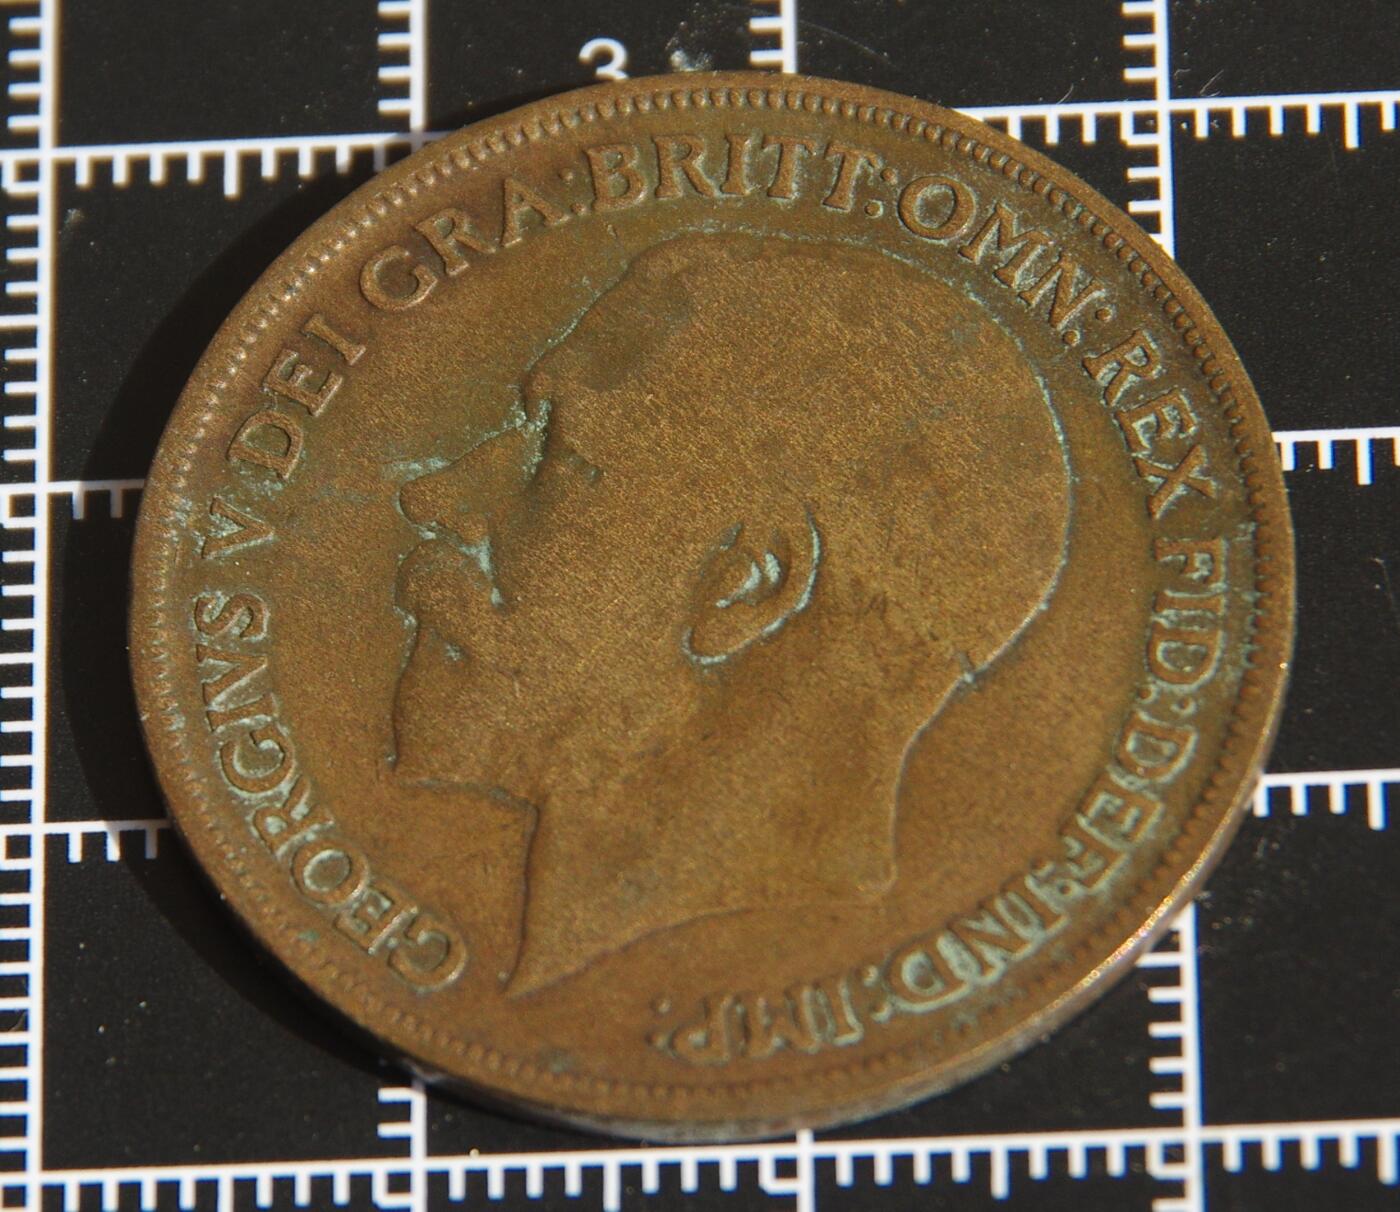 3
GEORGIVS V DEI GRA:BRITT:OMN:REX FID:DEF:IND:IMP: